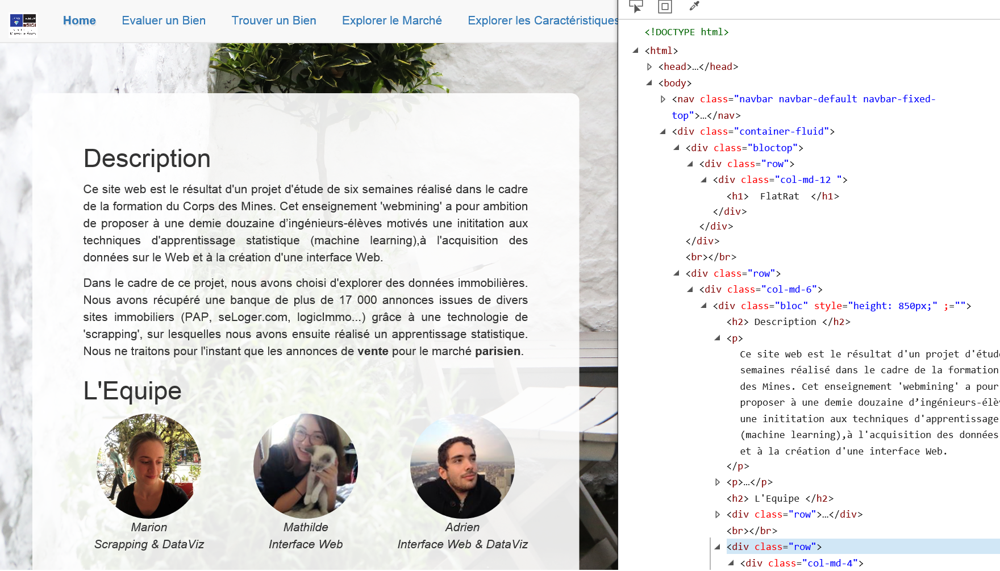 Home Evaluer un Bien Trouver un Bien Explorer le Marché Explorer les Caractéristiques
Description
Ce site web est le résultat d'un projet d'étude de six semaines réalisé dans le cadre
de la formation du Corps des Mines. Cet enseignement 'webmining' a pour ambition
de proposer à une demie douzaine d’ingénieurs-élèves motivés une inititation aux
techniques d'apprentissage statistique (machine learning),à l'acquisition des
données sur le Web et à la création d'une interface Web.
Dans le cadre de ce projet, nous avons choisi d'explorer des données immobilières.
Nous avons récupéré une banque de plus de 17 000 annonces issues de divers
sites immobiliers (PAP, seLoger.com, logicImmo...) grâce à une technologie de
'scrapping', sur lesquelles nous avons ensuite réalisé un apprentissage statistique.
Nous ne traitons pour l'instant que les annonces de vente pour le marché parisien.
L'Equipe
Marion
Scrapping & DataViz
Mathilde
Interface Web
Adrien
Interface Web & DataViz
<!DOCTYPE html>
<html>
<head>…</head>
<body>
<nav class="navbar navbar-default navbar-fixed-
top">…</nav>
<div class="container-fluid">
<div class="bloctop">
<div class="row">
<div class="col-md-12 ">
<h1>  FlatRat  </h1>
</div>
</div>
</div>
<br></br>
<div class="row">
<div class="col-md-6">
<div class="bloc" style="height: 850px;" ;="">
<h2> Description </h2>
<p>
Ce site web est le résultat d'un projet d'étude
semaines réalisé dans le cadre de la formation
des Mines. Cet enseignement 'webmining' a pour
proposer à une demie douzaine d’ingénieurs-élèv
une inititation aux techniques d'apprentissage
(machine learning),à l'acquisition des données
et à la création d'une interface Web.
</p>
<p>…</p>
<h2> L'Equipe </h2>
<div class="row">…</div>
<br></br>
<div class="row">
<div class="col-md-4">